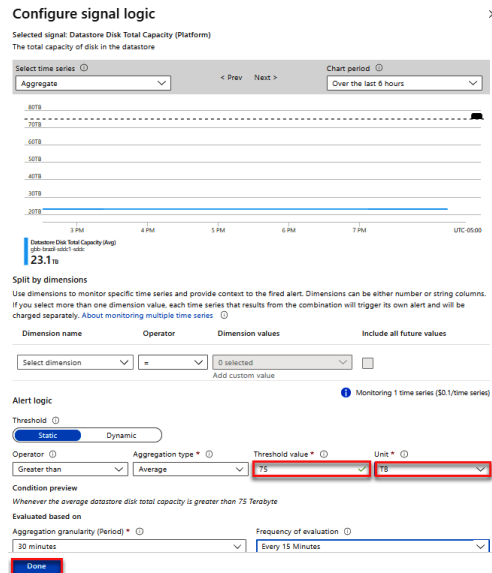 Configure signal logic
Selected signal: Datastore Disk Total Capacity (Platform)
The total capacity of disk in the datastore
Select time series
Chart period
Aggregate
< Prev Next >
Over the last 6 hours
80TB
70TB
60TB
50TB
40TB
30TB
20TB
3 PM 4 PM 5 PM 6 PM 7 PM UTC-05:00
Datastore Disk Total Capacity (Avg)
gbb-brazil-sddc1-sddc
23.1 TB
Split by dimensions
Use dimensions to monitor specific time series and provide context to the fired alert. Dimensions can be either number or string columns.
If you select more than one dimension value, each time series that results from the combination will trigger its own alert and will be
charged separately. About monitoring multiple time series
Dimension name Operator Dimension values Include all future values
Select dimension = 0 selected
Add custom value
Monitoring 1 time series ($0.1/time series)
Alert logic
Threshold
Static Dynamic
Operator Aggregation type * Threshold value * Unit *
Greater than Average 75 TB
Condition preview
Whenever the average datastore disk total capacity is greater than 75 Terabyte
Evaluated based on
Aggregation granularity (Period) * Frequency of evaluation
30 minutes Every 15 Minutes
Done